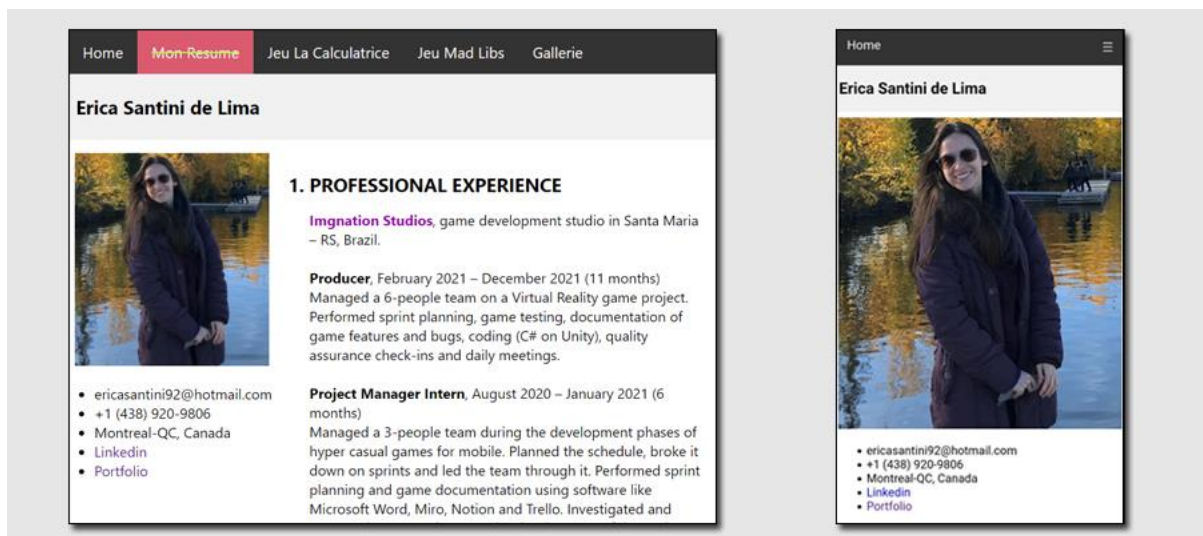 Home Mon Resume Jeu La Calculatrice Jeu Mad Libs Gallerie
Erica Santini de Lima
1. PROFESSIONAL EXPERIENCE
Imgnation Studios, game development studio in Santa Maria
– RS, Brazil.
Producer, February 2021 – December 2021 (11 months)
Managed a 6-people team on a Virtual Reality game project.
Performed sprint planning, game testing, documentation of
game features and bugs, coding (C# on Unity), quality
assurance check-ins and daily meetings.
Project Manager Intern, August 2020 – January 2021 (6
months)
Managed a 3-people team during the development phases of
hyper casual games for mobile. Planned the schedule, broke it
down on sprints and led the team through it. Performed sprint
planning and game documentation using software like
Microsoft Word, Miro, Notion and Trello. Investigated and
ericasantini92@hotmail.com
+1 (438) 920-9806
Montreal-QC, Canada
Linkedin
Portfolio
Home
Erica Santini de Lima
ericasantini92@hotmail.com
+1 (438) 920-9806
Montreal-QC, Canada
Linkedin
Portfolio